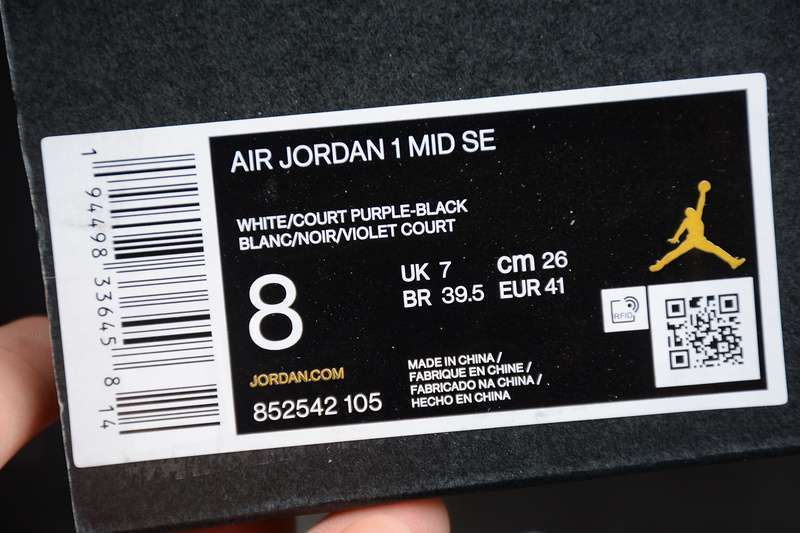 AIR JORDAN 1 MID SE
WHITE/COURT PURPLE-BLACK
BLANC/NOIR/VIOLET COURT
8
UK 7 cm 26
BR 39.5 EUR 41
RFID
JORDAN.COM
852542 105
MADE IN CHINA /
FABRIQUE EN CHINE /
FABRICADO NA CHINA /
HECHO EN CHINA
1 94498 33645 8 14